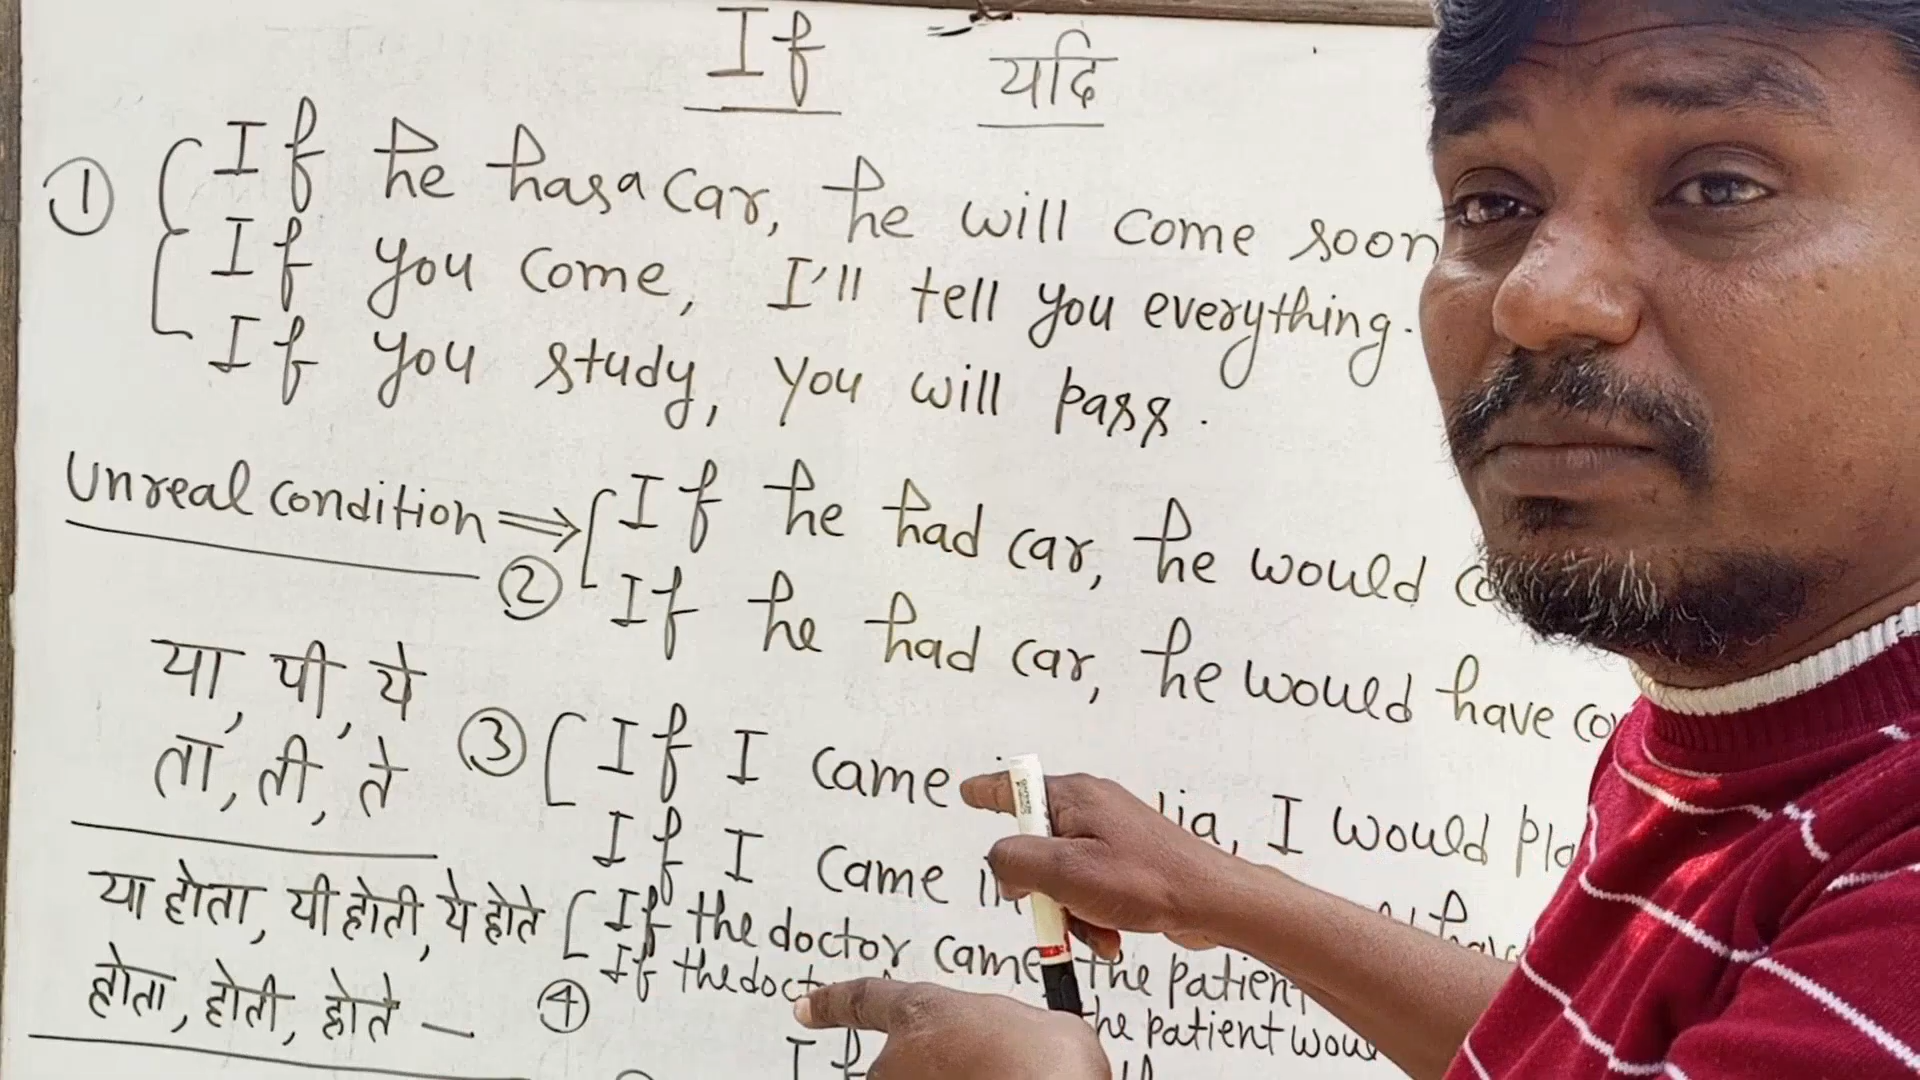 If = यदि
① If he has a car, he will come soon
If you come, I'll tell you everything.
If you study, you will pass.
Unreal condition ⇒ If he had car, he would
② If he had car, he would have
या, यी, ये
ता, ती, ते
③ If I came I would
If I came
या होता, यी होती, ये होते
होता, होती, होते —
④ If the doctor came the patient
If the the patient
If